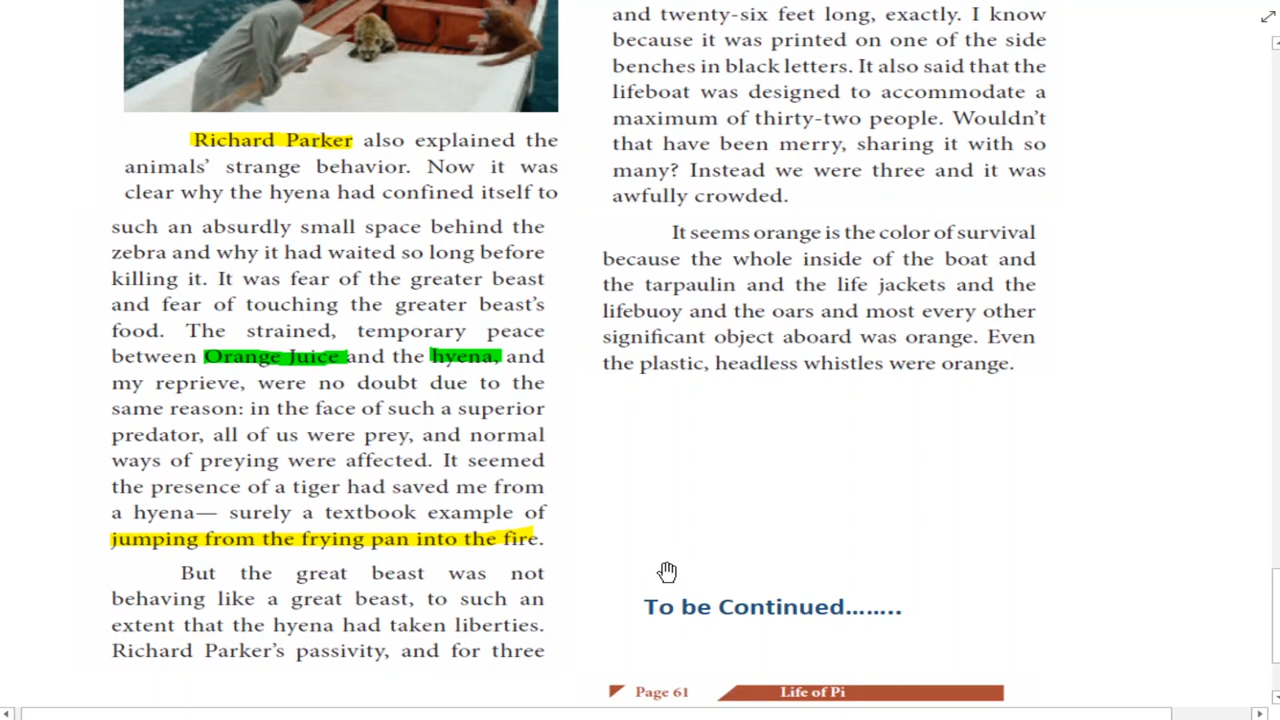 Richard Parker also explained the
animals' strange behavior. Now it was
clear why the hyena had confined itself to
such an absurdly small space behind the
zebra and why it had waited so long before
killing it. It was fear of the greater beast
and fear of touching the greater beast's
food. The strained, temporary peace
between Orange Juice and the hyena, and
my reprieve, were no doubt due to the
same reason: in the face of such a superior
predator, all of us were prey, and normal
ways of preying were affected. It seemed
the presence of a tiger had saved me from
a hyena— surely a textbook example of
jumping from the frying pan into the fire.
But the great beast was not
behaving like a great beast, to such an
extent that the hyena had taken liberties.
Richard Parker's passivity, and for three
and twenty-six feet long, exactly. I know
because it was printed on one of the side
benches in black letters. It also said that the
lifeboat was designed to accommodate a
maximum of thirty-two people. Wouldn't
that have been merry, sharing it with so
many? Instead we were three and it was
awfully crowded.
It seems orange is the color of survival
because the whole inside of the boat and
the tarpaulin and the life jackets and the
lifebuoy and the oars and most every other
significant object aboard was orange. Even
the plastic, headless whistles were orange.
To be Continued........
Page 61 Life of Pi